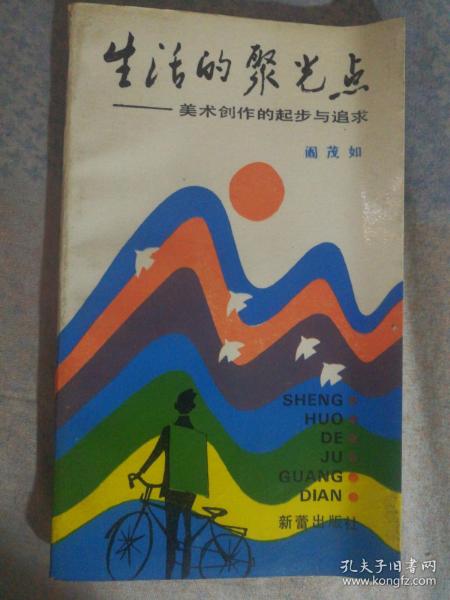 生活的聚光点
——美术创作的起步与追求
阎茂如
SHENG
HUO
DE
JU
GUANG
DIAN
新蕾出版社
孔夫子旧书网
www.kongfz.com